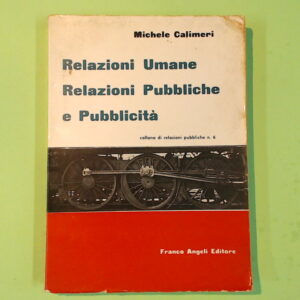 Michele Calimeri
Relazioni Umane
Relazioni Pubbliche
e Pubblicità
collana di relazioni pubbliche n. 6
Franco Angeli Editore